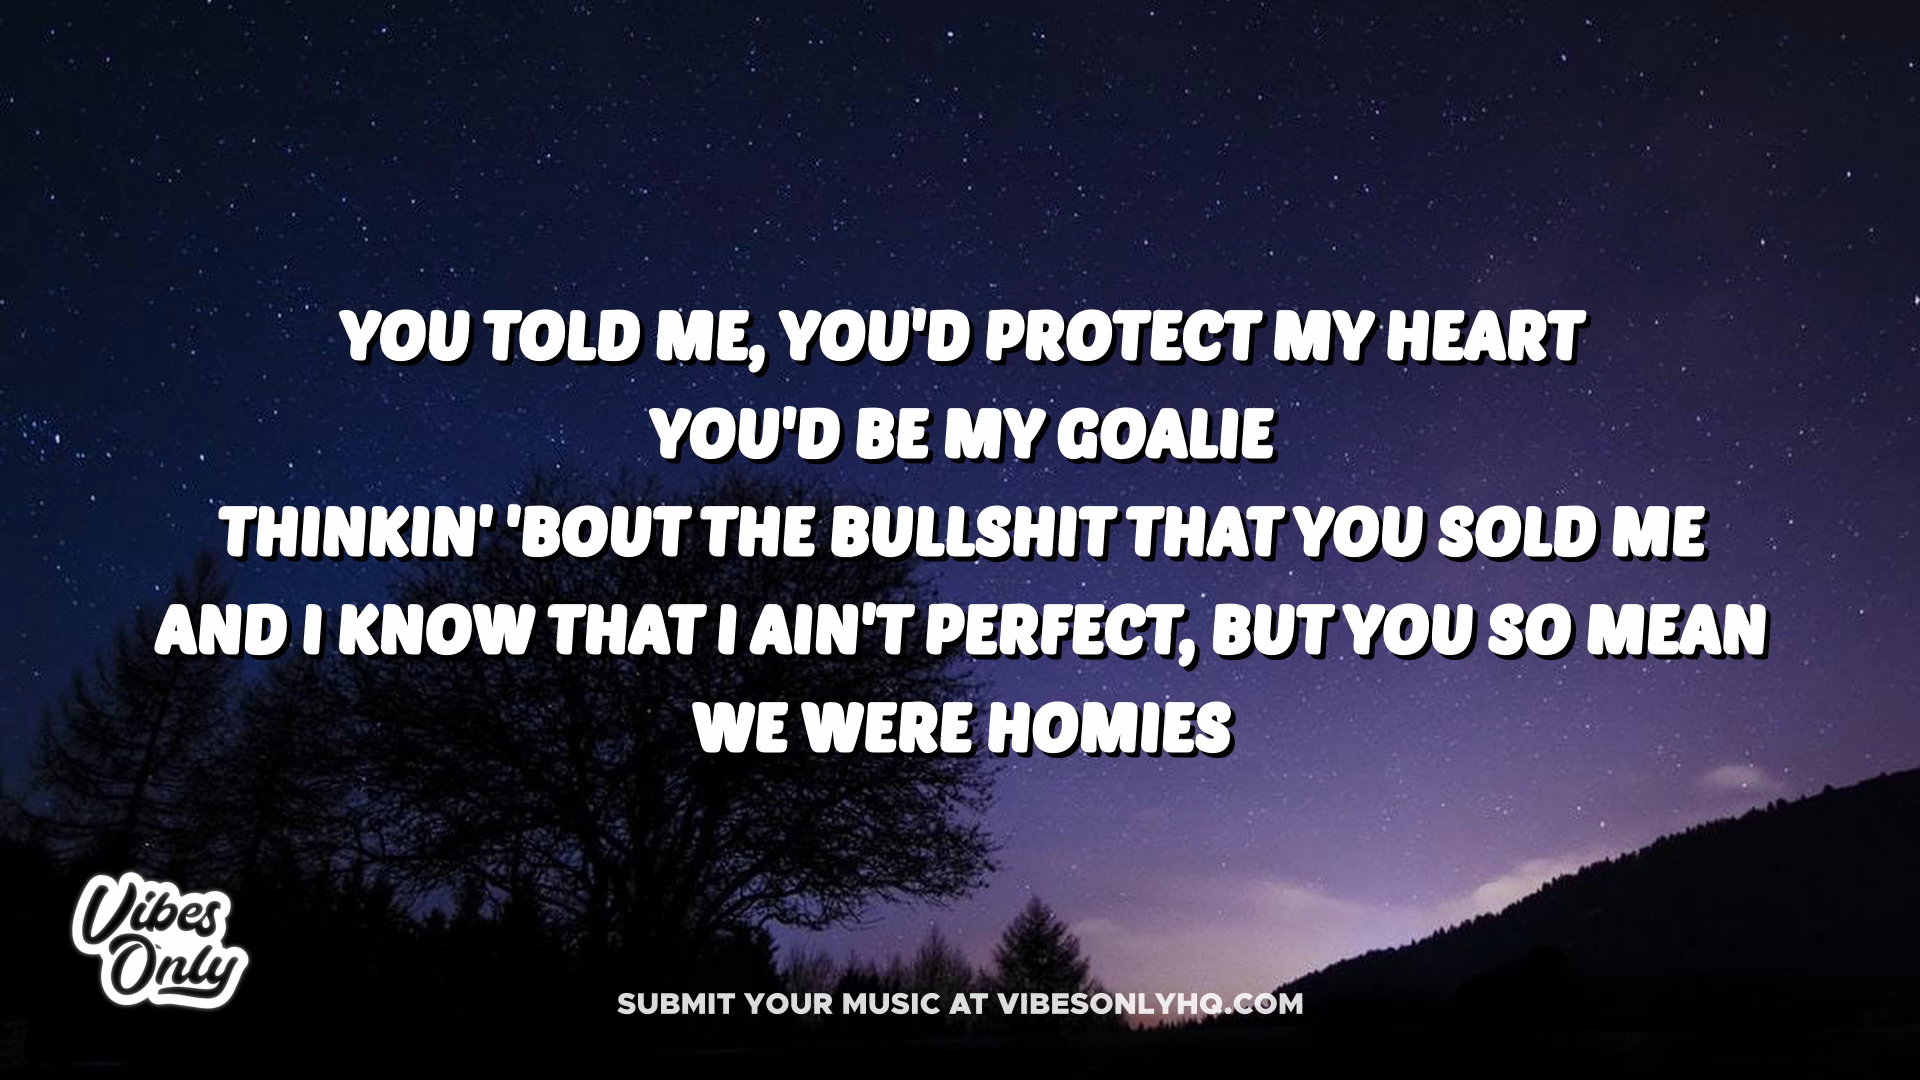 YOU TOLD ME, YOU'D PROTECT MY HEART
YOU'D BE MY GOALIE
THINKIN' 'BOUT THE BULLSHIT THAT YOU SOLD ME
AND I KNOW THAT I AIN'T PERFECT, BUT YOU SO MEAN
WE WERE HOMIES
Vibes
Only
SUBMIT YOUR MUSIC AT VIBESONLYHQ.COM